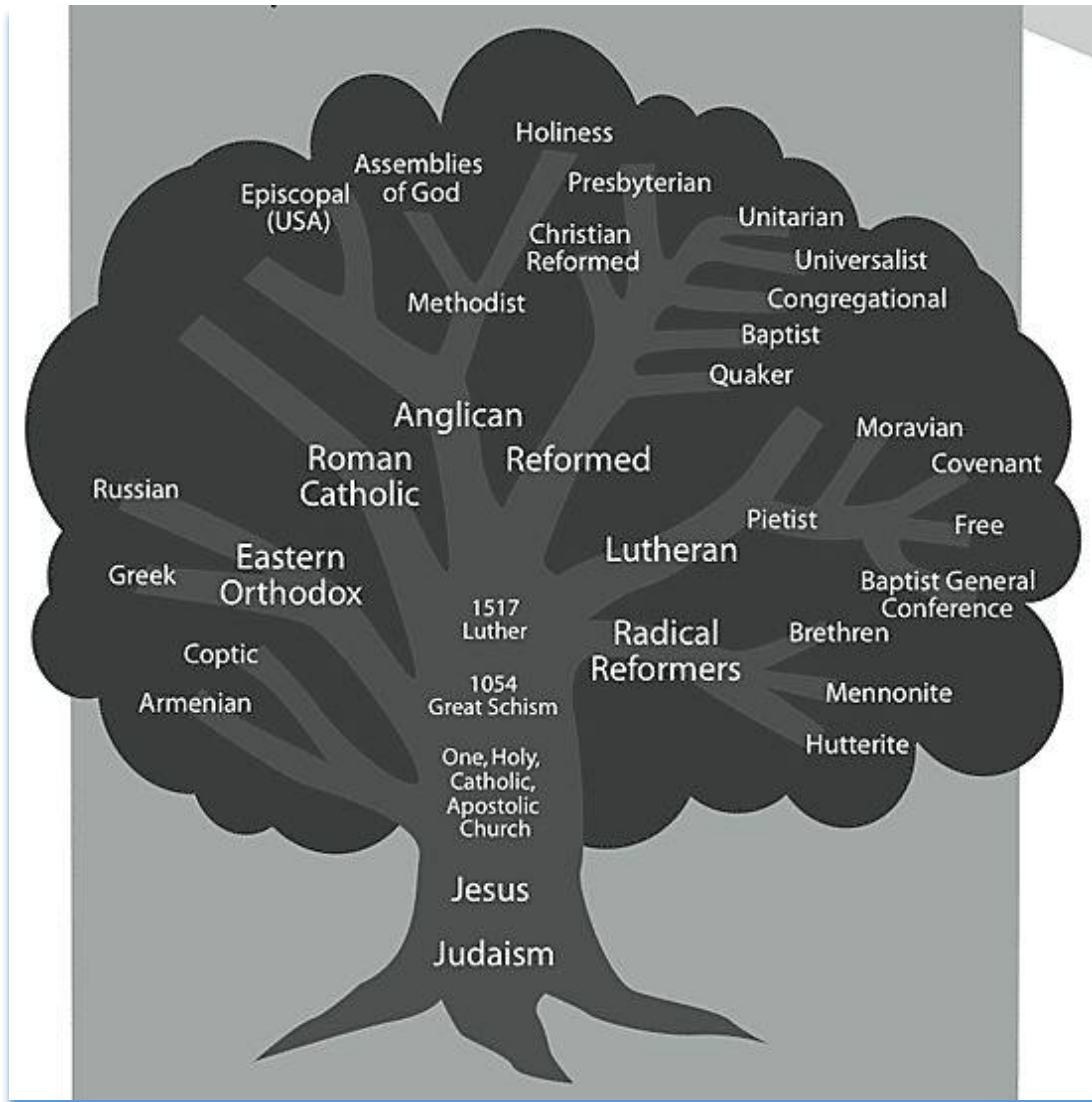 Holiness
Assemblies
of God
Presbyterian
Episcopal
(USA)
Unitarian
Christian
Reformed
Universalist
Methodist
Congregational
Baptist
Quaker
Anglican
Moravian
Roman
Catholic
Reformed
Covenant
Russian
Pietist
Free
Lutheran
Eastern
Orthodox
Greek
Baptist General
Conference
1517
Luther
Radical
Reformers
Brethren
Coptic
1054
Great Schism
Mennonite
Armenian
Hutterite
One, Holy,
Catholic,
Apostolic
Church
Jesus
Judaism